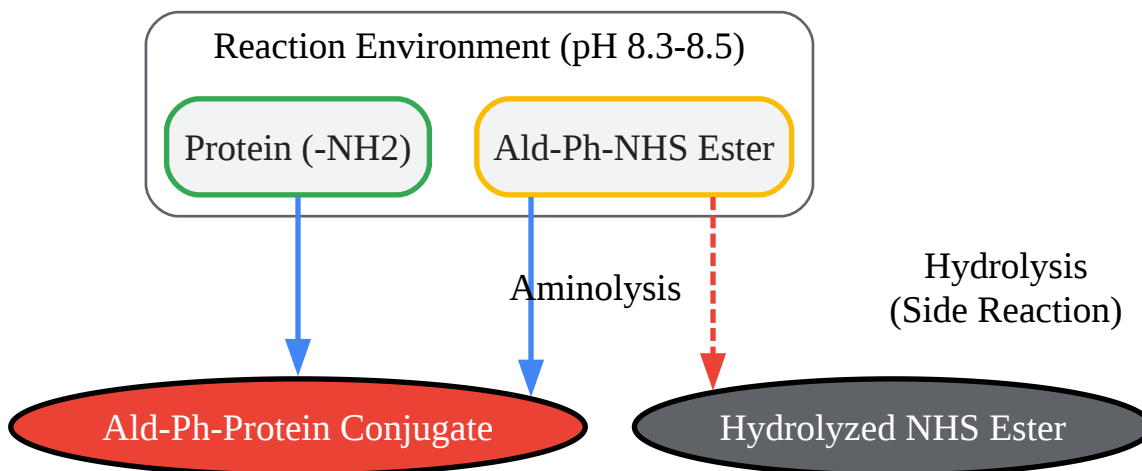 Reaction Environment (pH 8.3-8.5)
Protein (-NH2)
Ald-Ph-NHS Ester
Aminolysis
Hydrolysis
(Side Reaction)
Ald-Ph-Protein Conjugate
Hydrolyzed NHS Ester